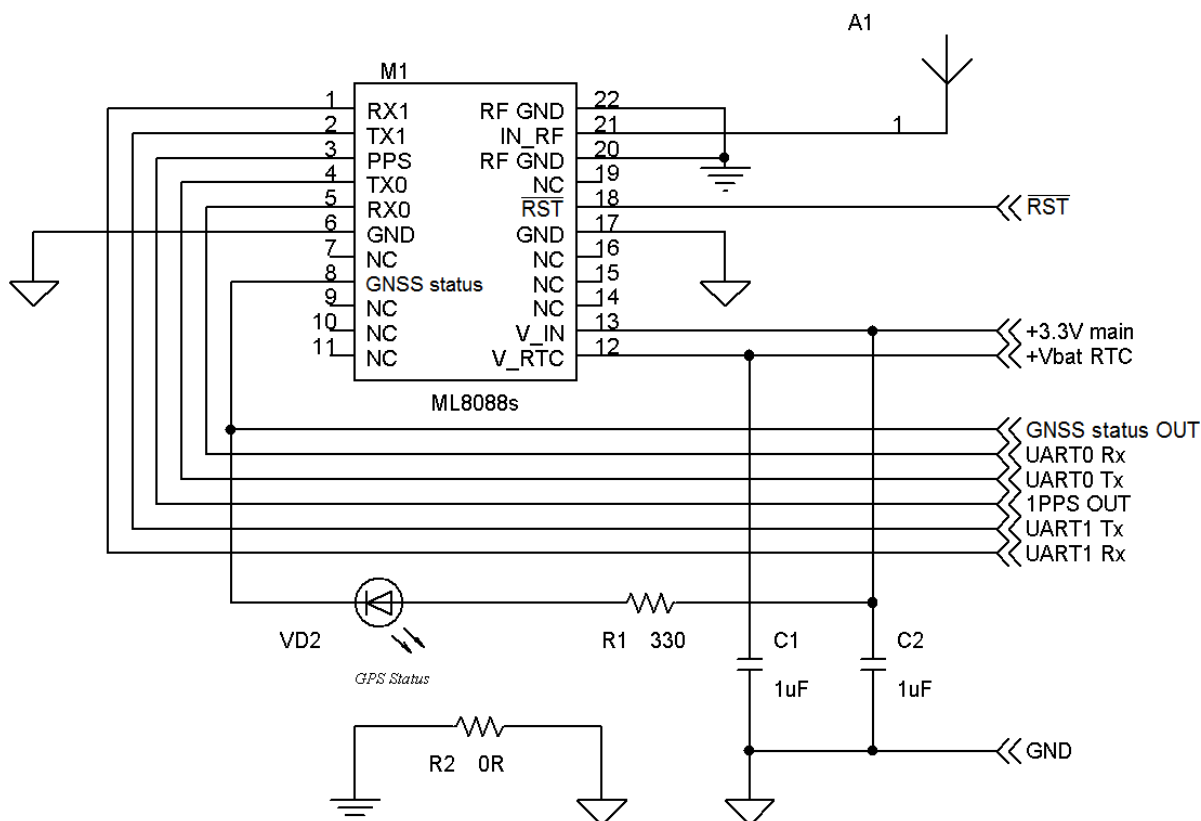 A1
M1
1 RX1 RF GND 22
2 TX1 IN_RF 21 1
3 PPS RF GND 20
4 TX0 NC 19
5 RX0 RST 18 RST
6 GND GND 17
7 NC NC 16
8 GNSS status NC 15
9 NC NC 14
10 NC V_IN 13 +3.3V main
11 NC V_RTC 12 +Vbat RTC
ML8088s
GNSS status OUT
UART0 Rx
UART0 Tx
1PPS OUT
UART1 Tx
UART1 Rx
VD2 R1 330 C1 C2
GPS Status 1uF 1uF
R2 0R GND